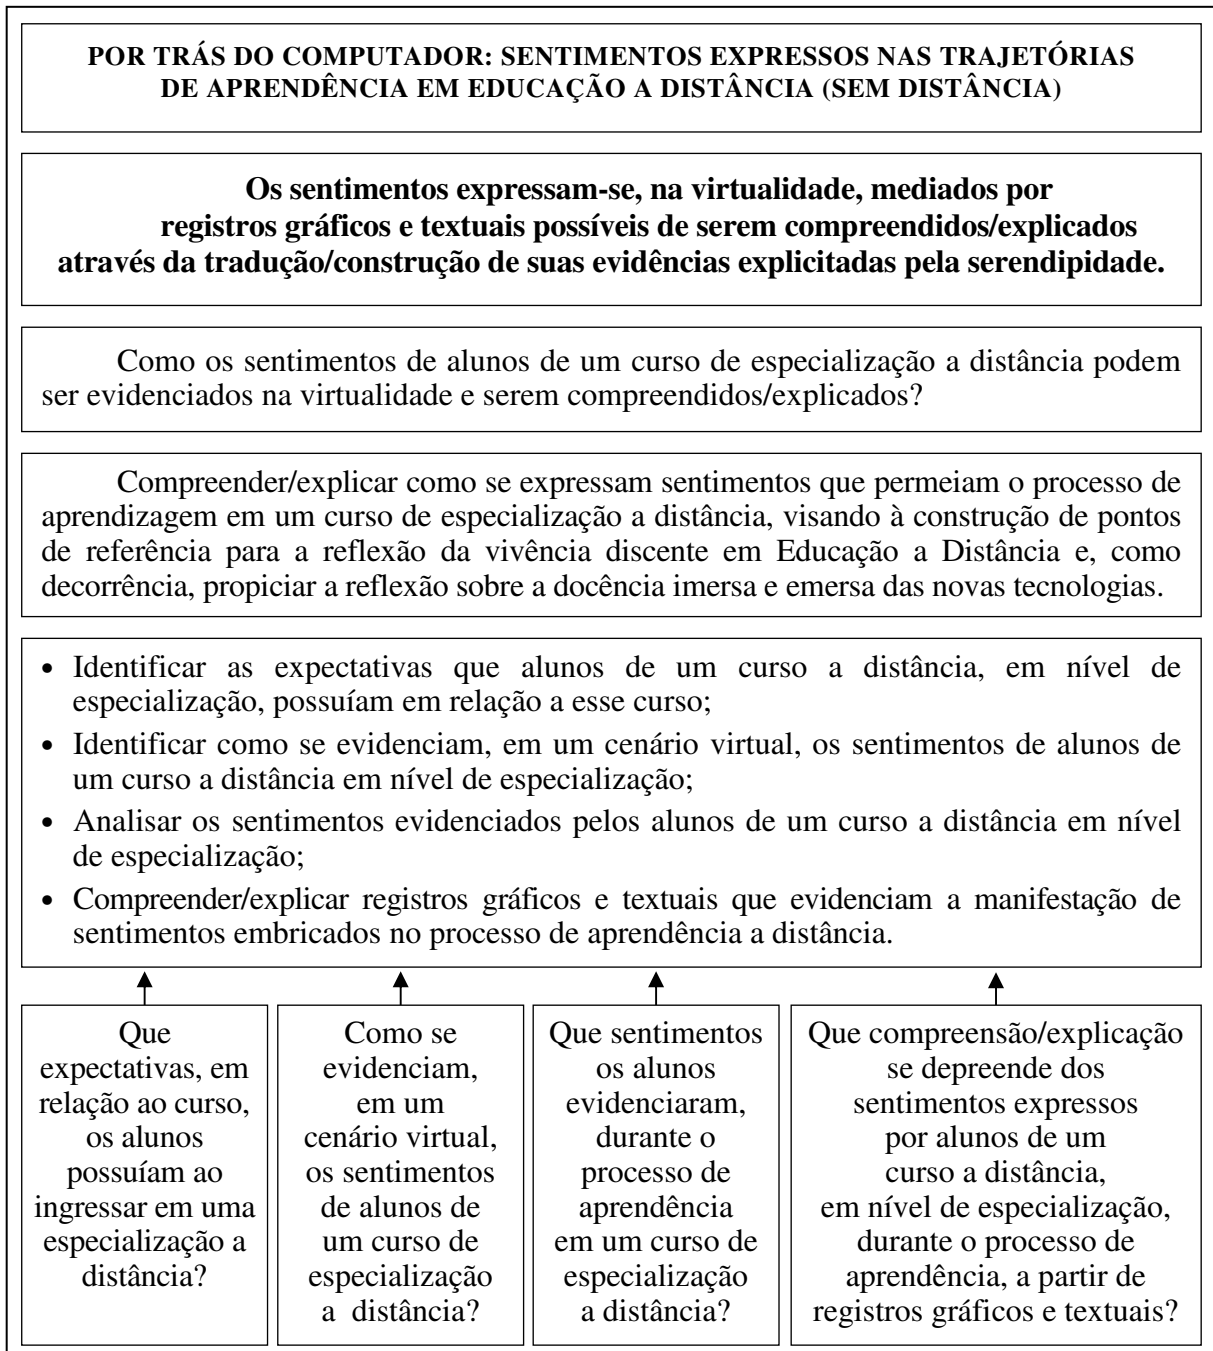 POR TRÁS DO COMPUTADOR: SENTIMENTOS EXPRESSOS NAS TRAJETÓRIAS
DE APRENDÊNCIA EM EDUCAÇÃO A DISTÂNCIA (SEM DISTÂNCIA)
Os sentimentos expressam-se, na virtualidade, mediados por
registros gráficos e textuais possíveis de serem compreendidos/explicados
através da tradução/construção de suas evidências explicitadas pela serendipidade.
Como os sentimentos de alunos de um curso de especialização a distância podem
ser evidenciados na virtualidade e serem compreendidos/explicados?
Compreender/explicar como se expressam sentimentos que permeiam o processo de
aprendizagem em um curso de especialização a distância, visando à construção de pontos
de referência para a reflexão da vivência discente em Educação a Distância e, como
decorrência, propiciar a reflexão sobre a docência imersa e emersa das novas tecnologias.
• Identificar as expectativas que alunos de um curso a distância, em nível de
especialização, possuíam em relação a esse curso;
• Identificar como se evidenciam, em um cenário virtual, os sentimentos de alunos de
um curso a distância em nível de especialização;
• Analisar os sentimentos evidenciados pelos alunos de um curso a distância em nível
de especialização;
• Compreender/explicar registros gráficos e textuais que evidenciam a manifestação de
sentimentos embricados no processo de aprendência a distância.
Que
expectativas, em
relação ao curso,
os alunos
possuíam ao
ingressar em uma
especialização a
distância?
Como se
evidenciam,
em um
cenário virtual,
os sentimentos
de alunos de
um curso de
especialização
a distância?
Que sentimentos
os alunos
evidenciaram,
durante o
processo de
aprendência
em um curso de
especialização
a distância?
Que compreensão/explicação
se depreende dos
sentimentos expressos
por alunos de um
curso a distância,
em nível de especialização,
durante o processo de
aprendência, a partir de
registros gráficos e textuais?